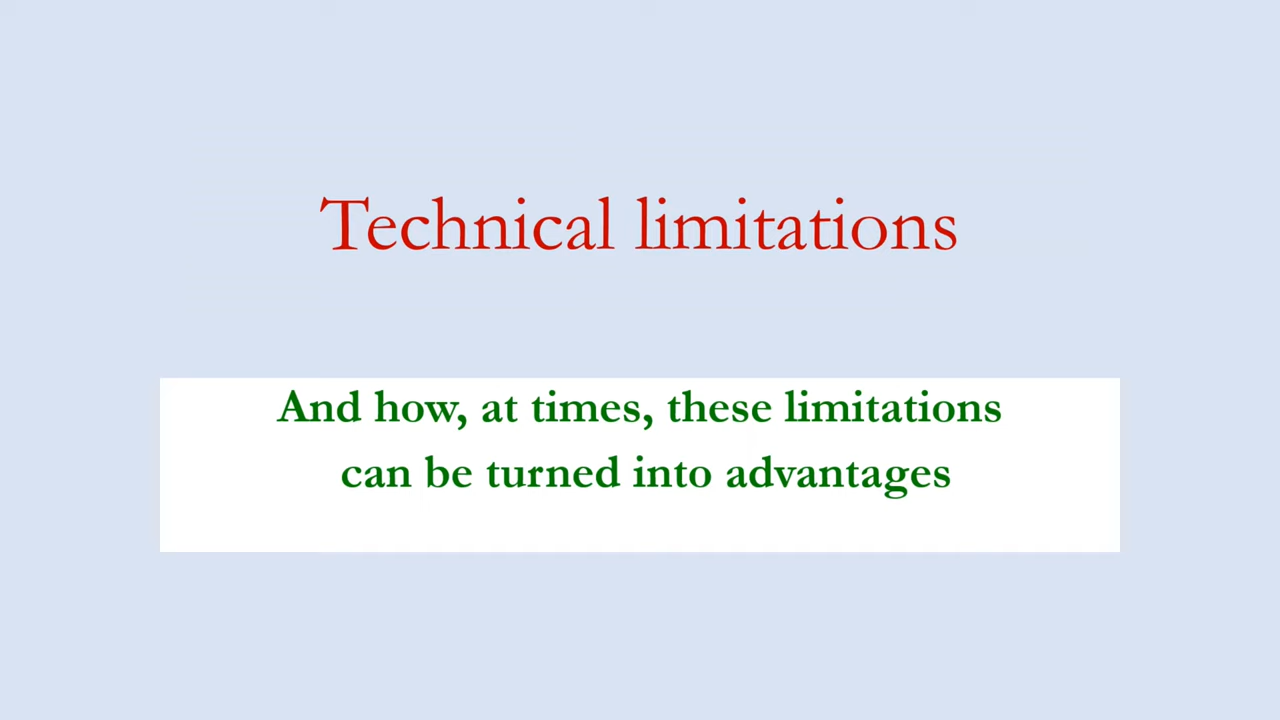 Technical limitations
And how, at times, these limitations
can be turned into advantages